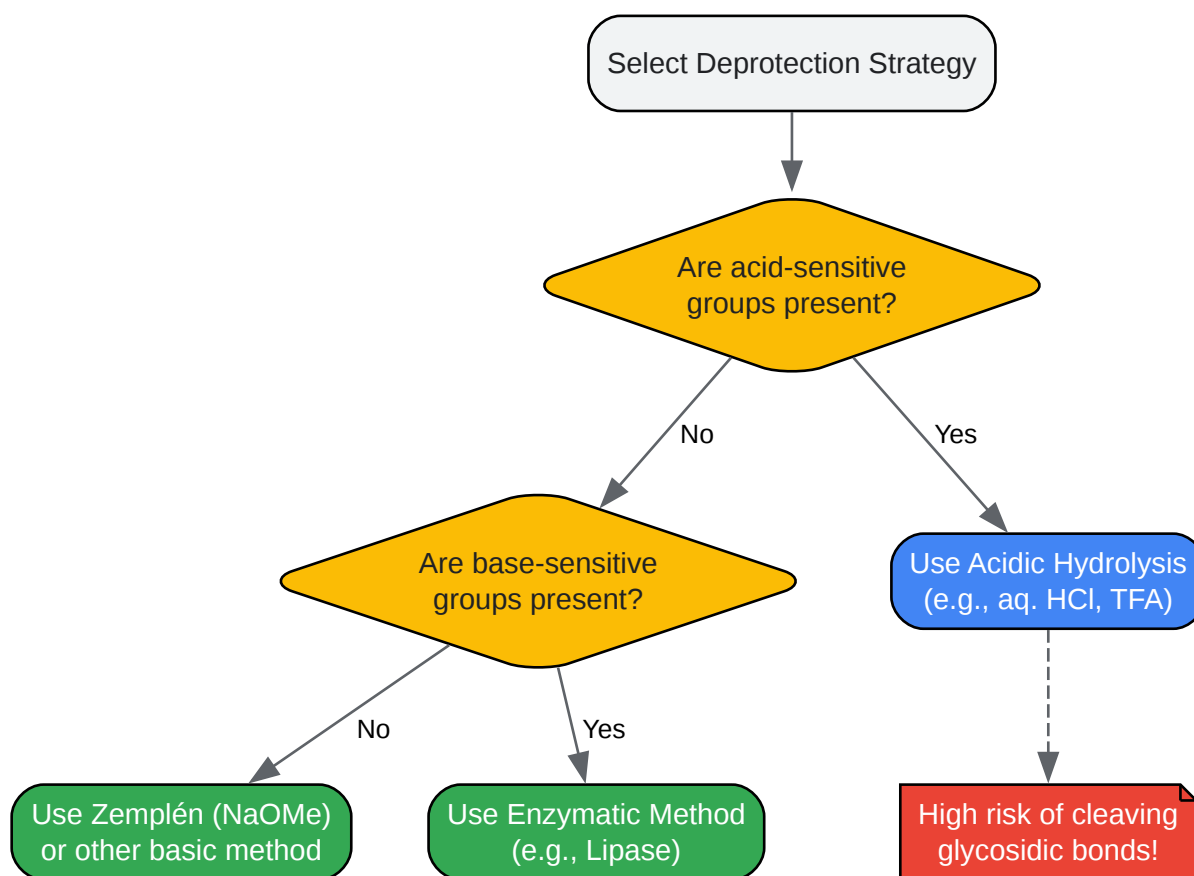 Select Deprotection Strategy
Are acid-sensitive
groups present?
No
Yes
Are base-sensitive
groups present?
Use Acidic Hydrolysis
(e.g., aq. HCl, TFA)
No
Yes
Use Zemplén (NaOMe)
or other basic method
Use Enzymatic Method
(e.g., Lipase)
High risk of cleaving
glycosidic bonds!